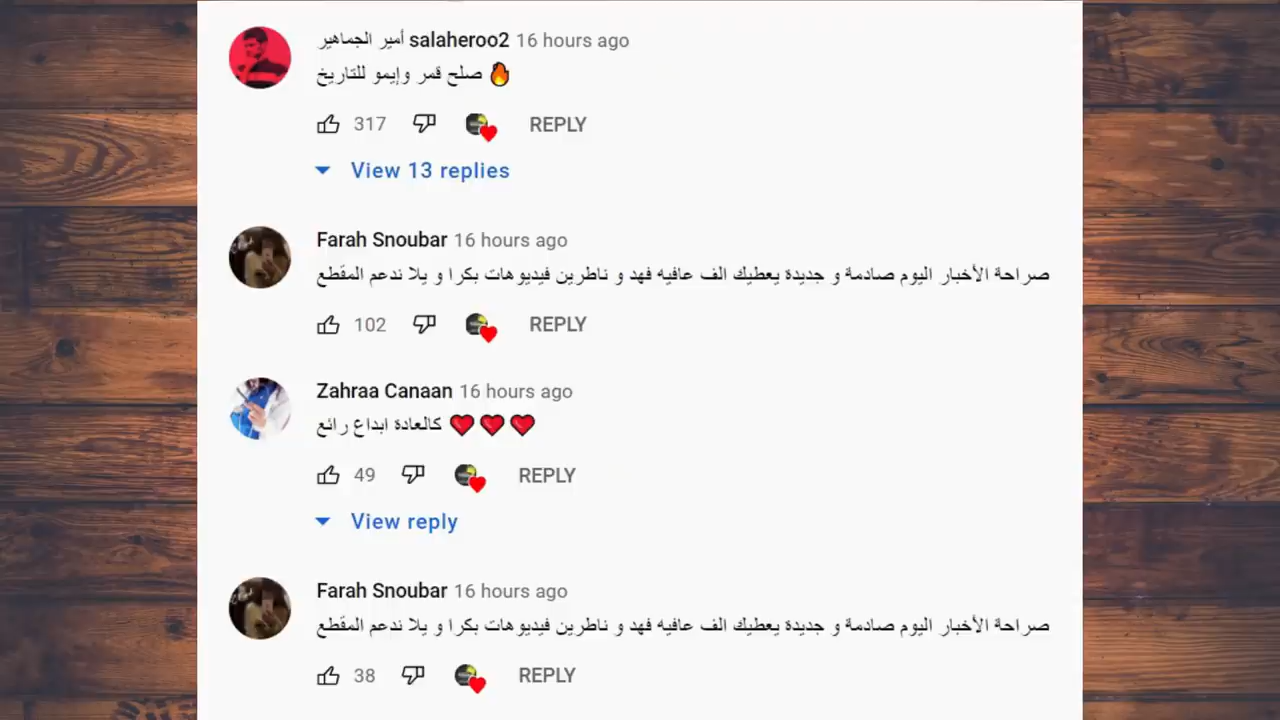 أمير الجماهير salaheroo2 16 hours ago
صلح قمر وإيمو للتاريخ 🔥
317 REPLY
View 13 replies
Farah Snoubar 16 hours ago
صراحة الأخبار اليوم صادمة و جديدة يعطيك الف عافيه فهد و ناطرين فيديوهات بكرا و يلا ندعم المقطع
102 REPLY
Zahraa Canaan 16 hours ago
كالعادة ابداع رائع ❤️❤️❤️
49 REPLY
View reply
Farah Snoubar 16 hours ago
صراحة الأخبار اليوم صادمة و جديدة يعطيك الف عافيه فهد و ناطرين فيديوهات بكرا و يلا ندعم المقطع
38 REPLY